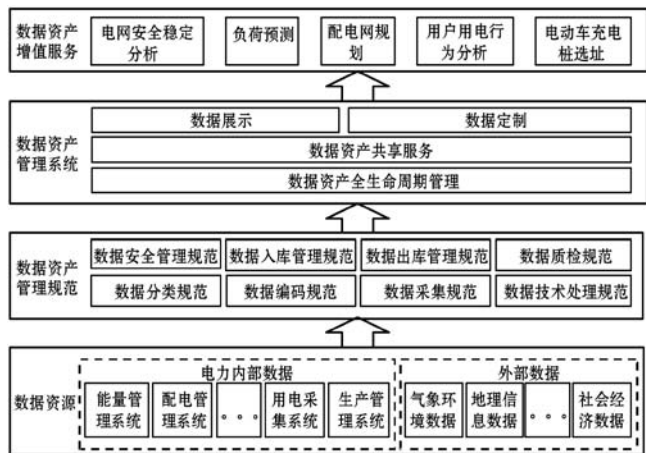 数据资产
增值服务
电网安全稳定
分析
负荷预测
配电网规
划
用户用电行
为分析
电动车充电
桩选址
数据资产
管理系统
数据展示
数据定制
数据资产共享服务
数据资产全生命周期管理
数据资产
管理规范
数据安全管理规范
数据入库管理规范
数据出库管理规范
数据质检规范
数据分类规范
数据编码规范
数据采集规范
数据技术处理规范
数据资源
电力内部数据
能量管
理系统
配电管
理系统
。。。
用电采
集系统
生产管
理系统
外部数据
气象环
境数据
地理信
息数据
。。。
社会经
济数据